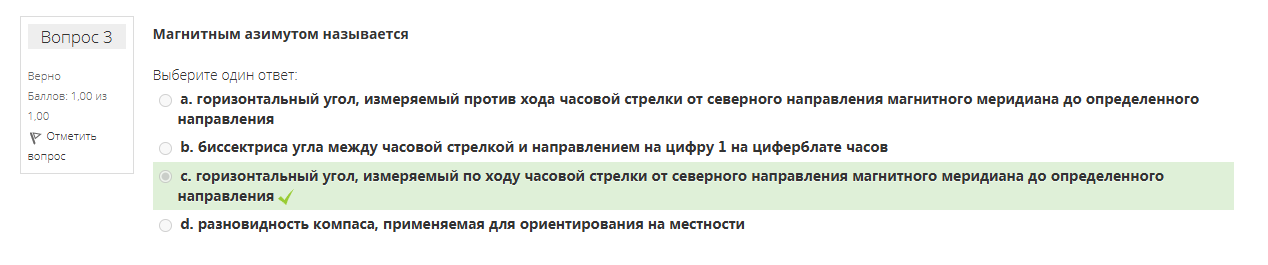 Вопрос 3
Верно
Баллов: 1,00 из
1,00
Отметить
вопрос
Магнитным азимутом называется
Выберите один ответ:
a. горизонтальный угол, измеряемый против хода часовой стрелки от северного направления магнитного меридиана до определенного
направления
b. биссектриса угла между часовой стрелкой и направлением на цифру 1 на циферблате часов
c. горизонтальный угол, измеряемый по ходу часовой стрелки от северного направления магнитного меридиана до определенного
направления
d. разновидность компаса, применяемая для ориентирования на местности